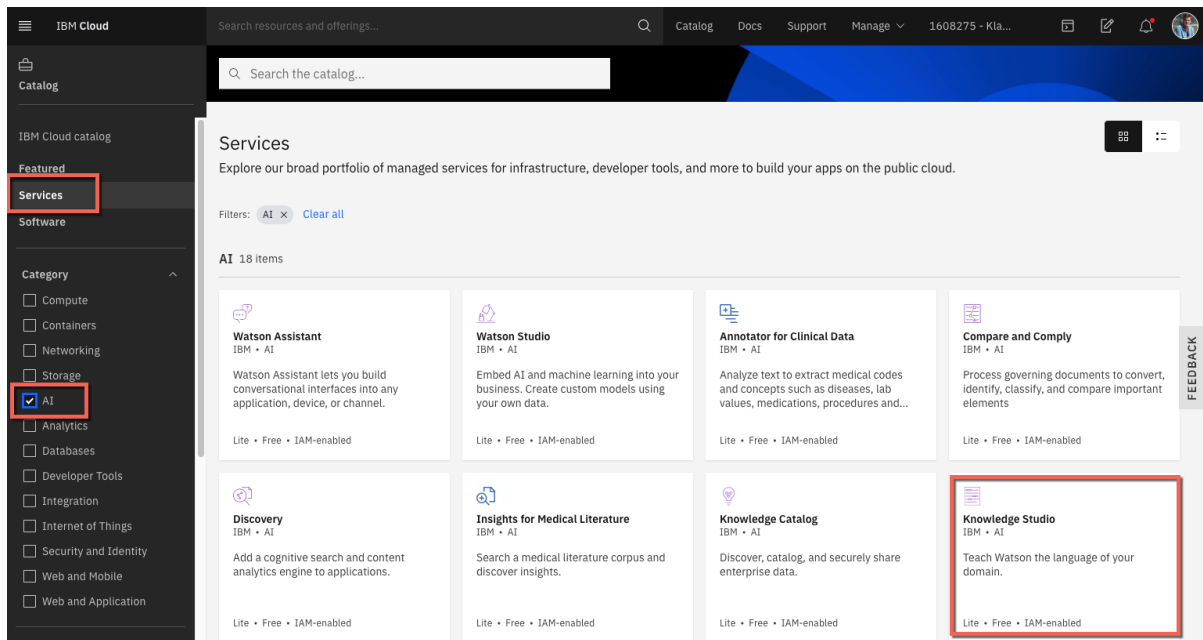 IBM Cloud
Search resources and offerings...
Catalog
Docs
Support
Manage
1608275 - Kla...
Catalog
Search the catalog...
IBM Cloud catalog
Featured
Services
Software
Category
Compute
Containers
Networking
Storage
AI
Analytics
Databases
Developer Tools
Integration
Internet of Things
Security and Identity
Web and Mobile
Web and Application
Services
Explore our broad portfolio of managed services for infrastructure, developer tools, and more to build your apps on the public cloud.
Filters: AI × Clear all
AI 18 items
Watson Assistant
IBM • AI
Watson Assistant lets you build
conversational interfaces into any
application, device, or channel.
Lite • Free • IAM-enabled
Watson Studio
IBM • AI
Embed AI and machine learning into your
business. Create custom models using
your own data.
Lite • Free • IAM-enabled
Annotator for Clinical Data
IBM • AI
Analyze text to extract medical codes
and concepts such as diseases, lab
values, medications, procedures and...
Lite • Free • IAM-enabled
Compare and Comply
IBM • AI
Process governing documents to convert,
identify, classify, and compare important
elements
Lite • Free • IAM-enabled
Discovery
IBM • AI
Add a cognitive search and content
analytics engine to applications.
Lite • Free • IAM-enabled
Insights for Medical Literature
IBM • AI
Search a medical literature corpus and
discover insights.
Lite • Free • IAM-enabled
Knowledge Catalog
IBM • AI
Discover, catalog, and securely share
enterprise data.
Lite • Free • IAM-enabled
Knowledge Studio
IBM • AI
Teach Watson the language of your
domain.
Lite • Free • IAM-enabled
FEEDBACK